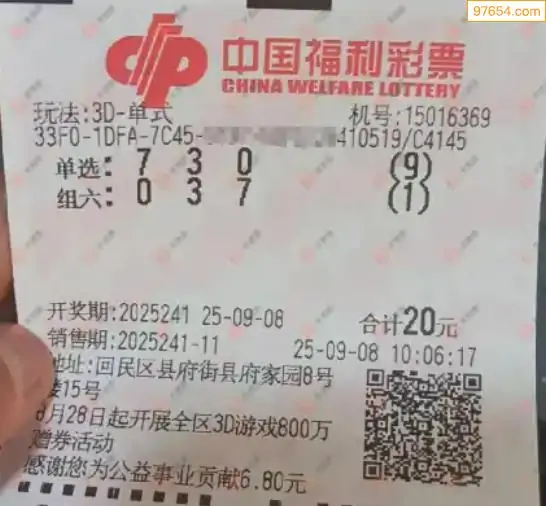 97654.com
中国福利彩票
CHINA WELFARE LOTTERY
玩法:3D-单式 机号:15016369
33F0-1DFA-7C45- 410519/C4145
单选: 7 3 0 (9)
组六: 0 3 7 (1)
开奖期:2025241 25-09-08 合计20元
销售期:2025241-11 25-09-08 10:06:17
地址:回民区县府街县府家园8号
楼15号
8月28日起开展全区3D游戏800万
赠券活动
感谢您为公益事业贡献6.80元